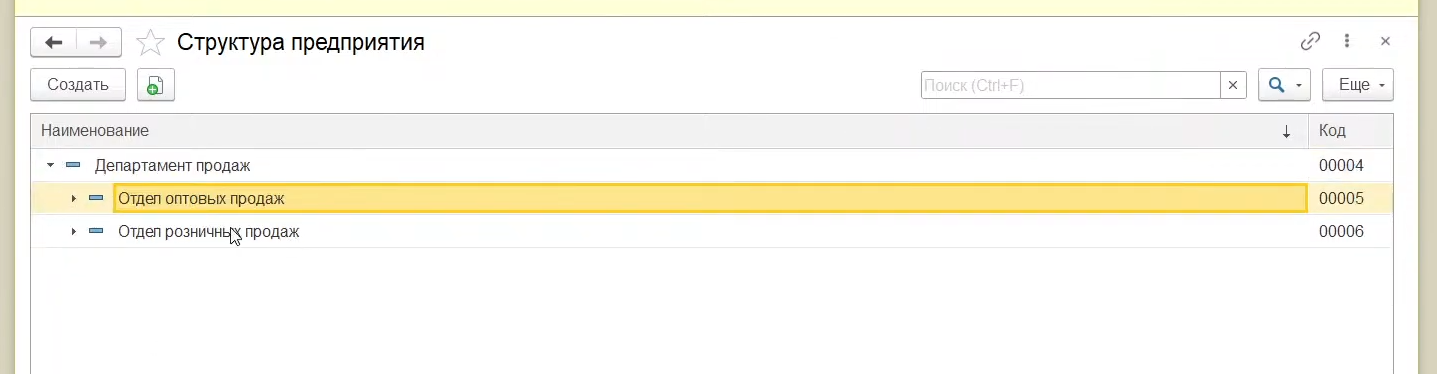 Структура предприятия
Создать
Поиск (Ctrl+F)
Еще
Наименование
Код
Департамент продаж
00004
Отдел оптовых продаж
00005
Отдел розничных продаж
00006